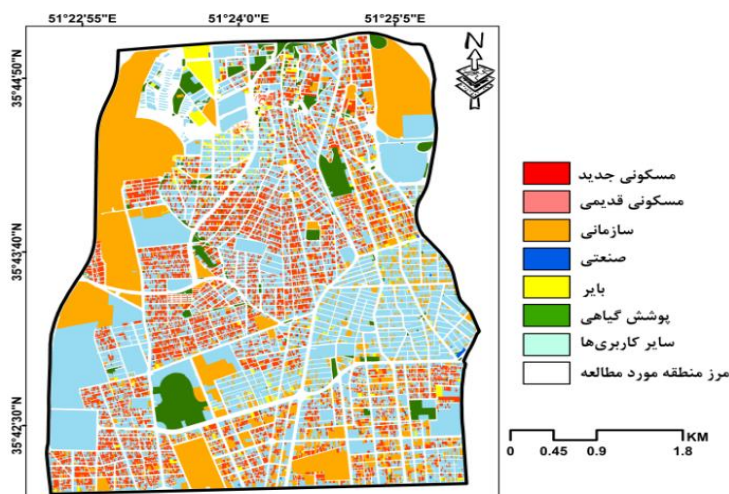 51°22'55"E 51°24'0"E 51°25'5"E
35°44'50"N
35°43'40"N
35°42'30"N
N
مسکونی جدید
مسکونی قدیمی
سازمانی
صنعتی
بایر
پوشش گیاهی
سایر کاربری‌ها
مرز منطقه مورد مطالعه
KM
0 0.45 0.9 1.8